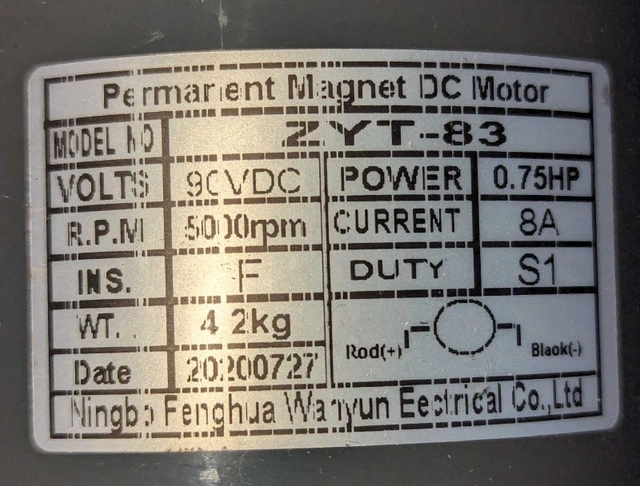 Permanent Magnet DC Motor
MODEL NO ZYT-83
VOLTS 90VDC POWER 0.75HP
R.P.M 5000rpm CURRENT 8A
INS. F DUTY S1
WT. 4.2kg
Rod(+) Blaok(-)
Date 20200727
Ningbo Fenghua Wanyun Eectrical Co.,Ltd